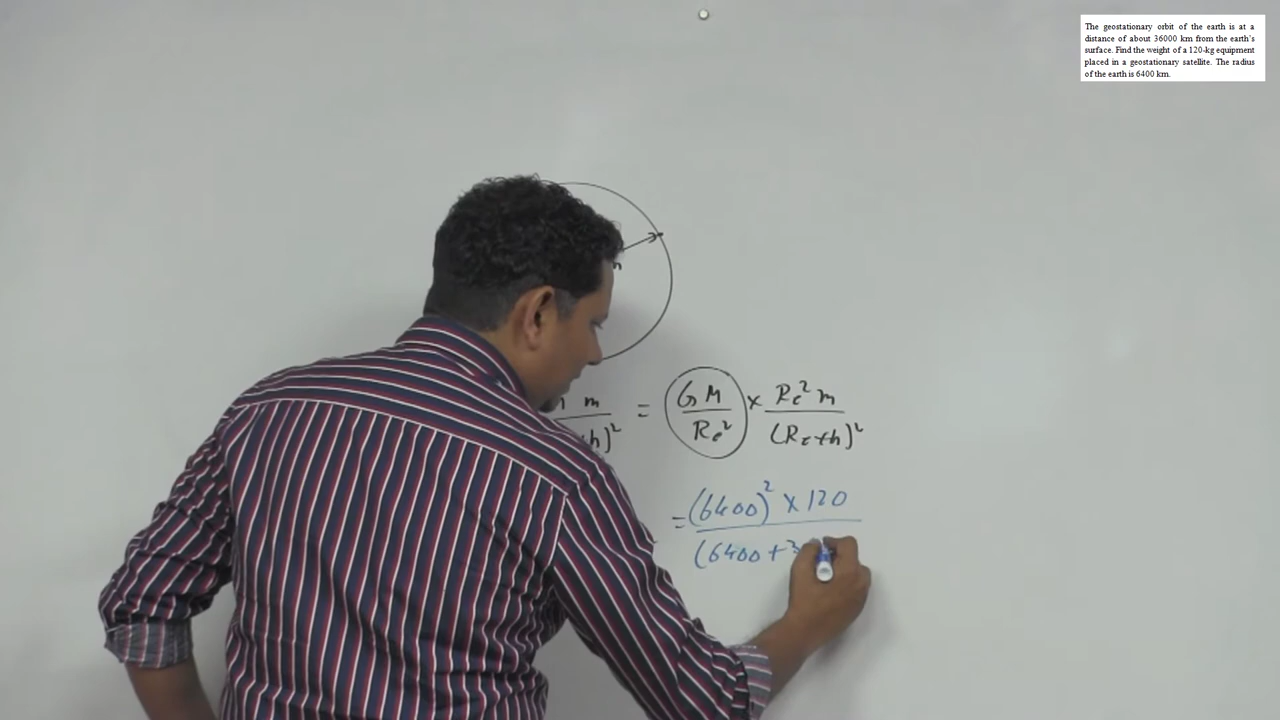 The geostationary orbit of the earth is at a
distance of about 36000 km from the earth's
surface. Find the weight of a 120-kg equipment
placed in a geostationary satellite. The radius
of the earth is 6400 km.
m / h)² = GM / Re² × Re² m / (Re+h)²
= (6400)² × 120 / (6400 + 3